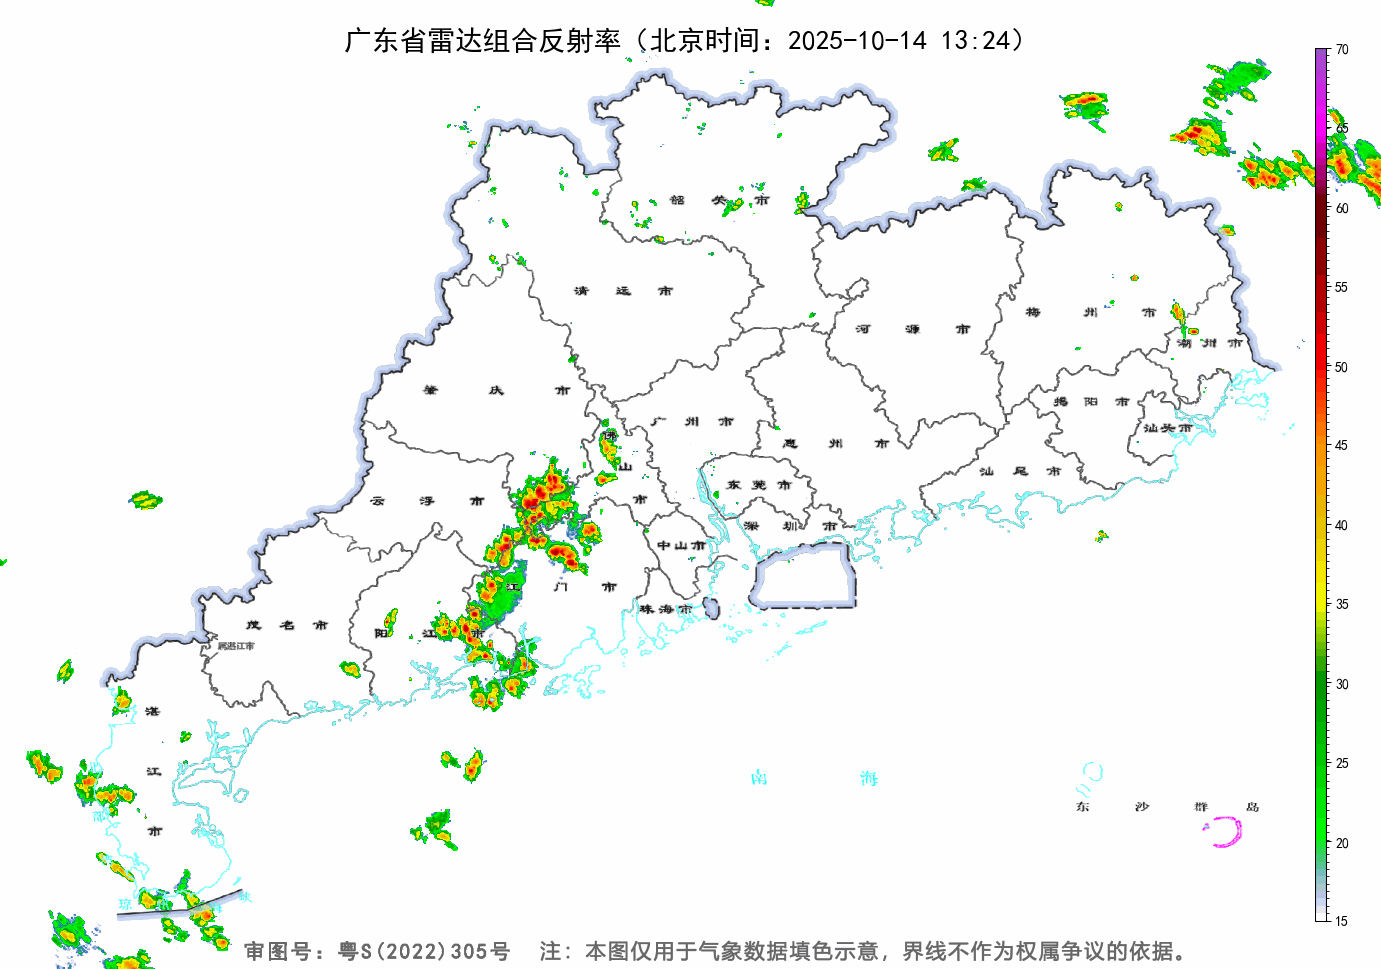 广东省雷达组合反射率（北京时间：2025-10-14 13:24）
70
65
60
55
50
45
40
35
30
25
20
15
韶关市
清远市
梅州市
河源市
潮州市
肇庆市
揭阳市
广州市
汕头市
佛山市
惠州市
汕尾市
东莞市
云浮市
深圳市
中山市
江门市
珠海市
茂名市
阳江市
属湛江市
湛江市
南海
东沙群岛
审图号：粤S(2022)305号 注：本图仅用于气象数据填色示意，界线不作为权属争议的依据。